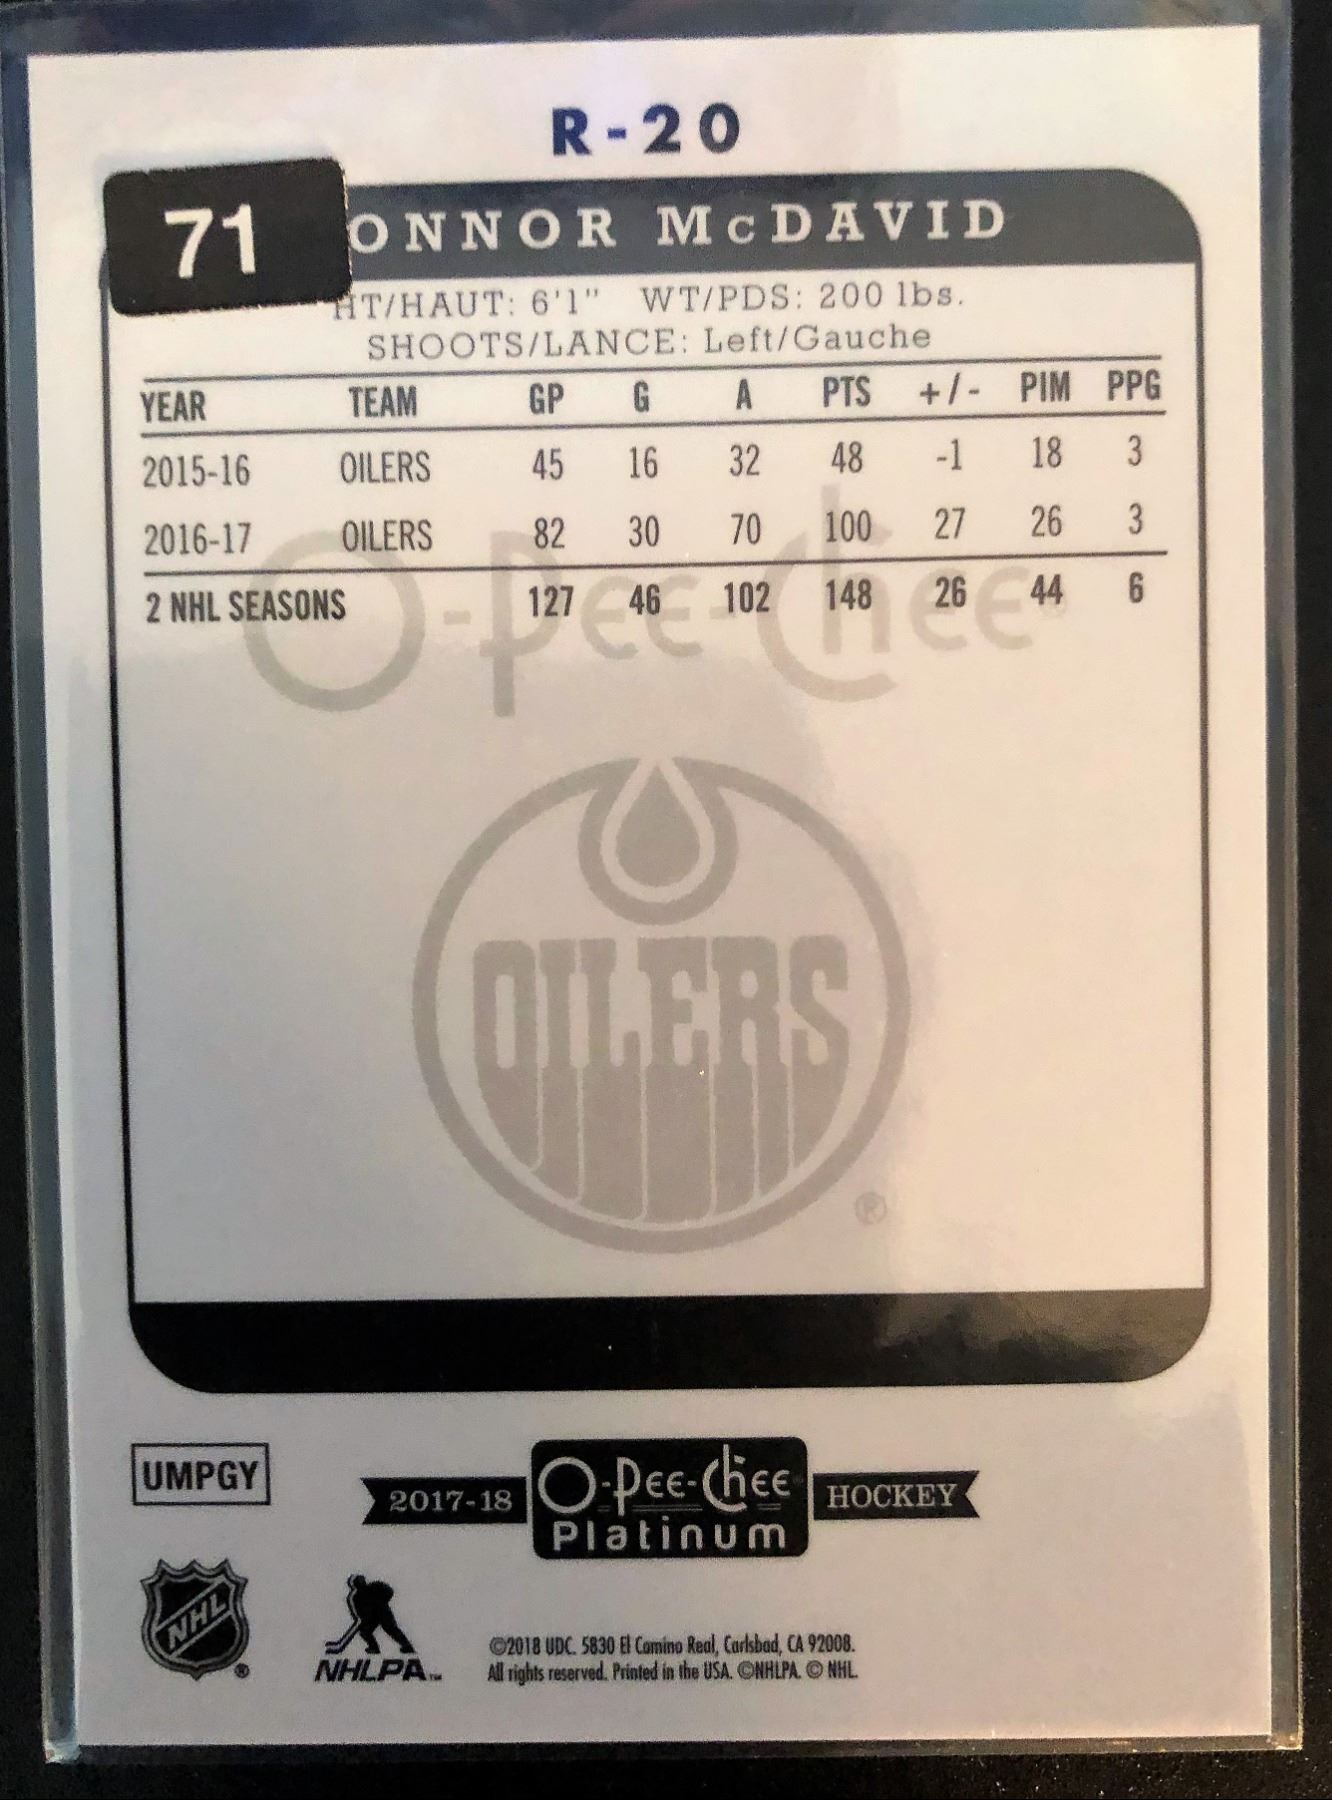 R-20
71
ONNOR McDAVID
HT/HAUT: 6'1" WT/PDS: 200 lbs.
SHOOTS/LANCE: Left/Gauche
YEAR TEAM GP G A PTS +/- PIM PPG
2015-16 OILERS 45 16 32 48 -1 18 3
2016-17 OILERS 82 30 70 100 27 26 3
2 NHL SEASONS 127 46 102 148 26 44 6
O-Pee-Chee
OILERS
®
UMPGY
2017-18 O-Pee-Chee HOCKEY
Platinum
NHL ®
NHLPA™
©2018 UDC. 5830 El Camino Real, Carlsbad, CA 92008.
All rights reserved. Printed in the USA. ©NHLPA. © NHL.